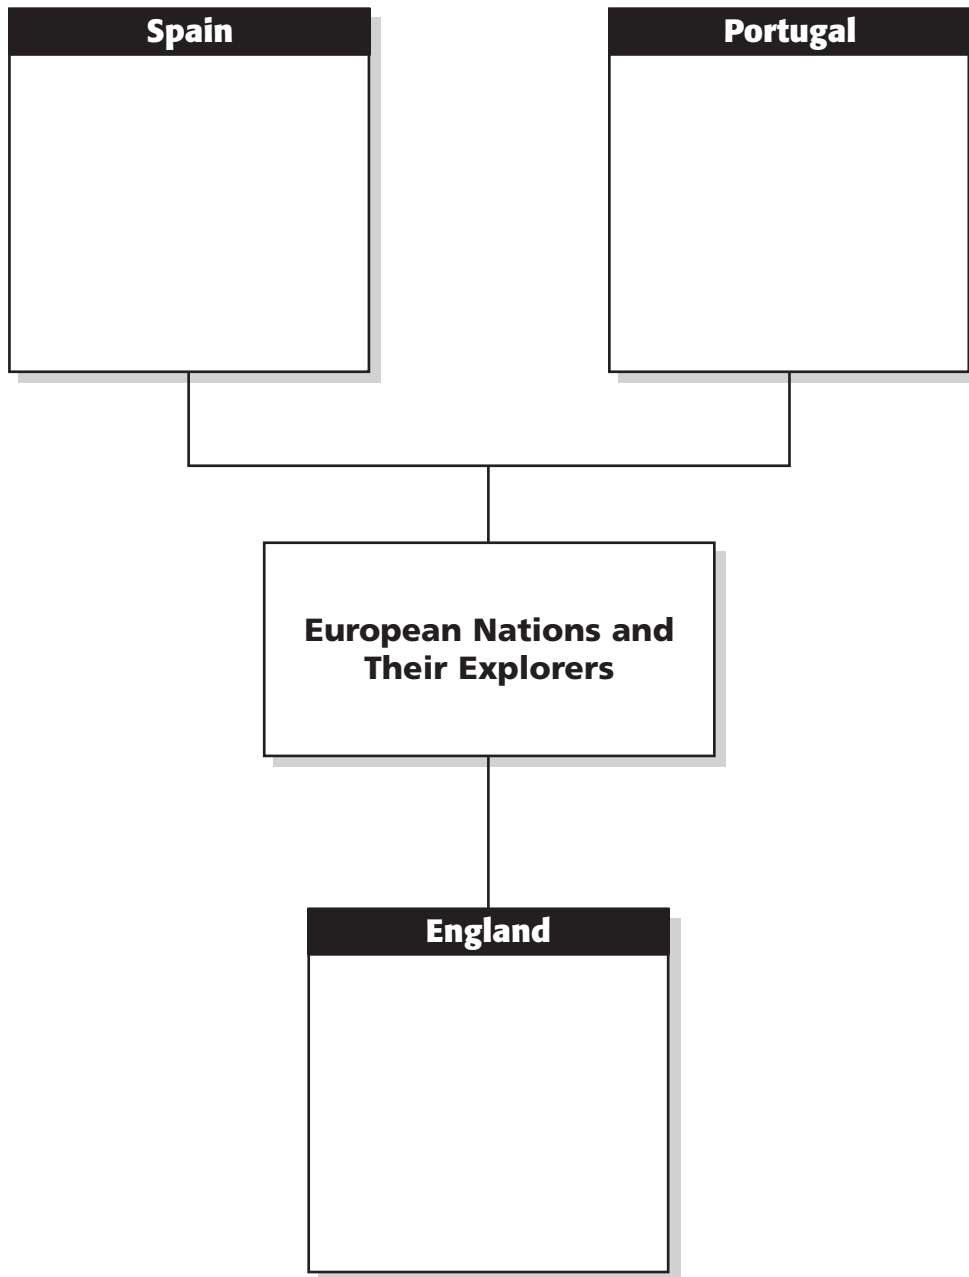 Spain
Portugal
European Nations and
Their Explorers
England